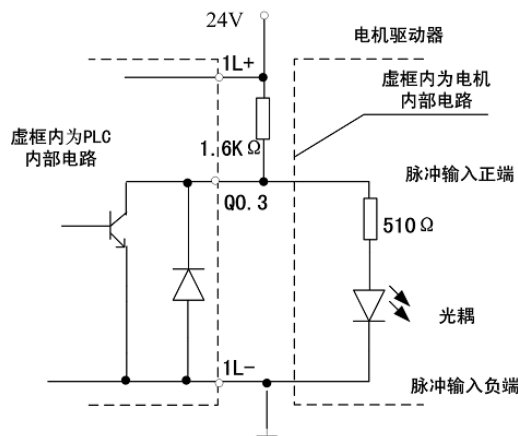 24V
电机驱动器
1L+
虚框内为电机
内部电路
虚框内为PLC
内部电路
1.6KΩ
脉冲输入正端
Q0.3
510Ω
光耦
1L-
脉冲输入负端